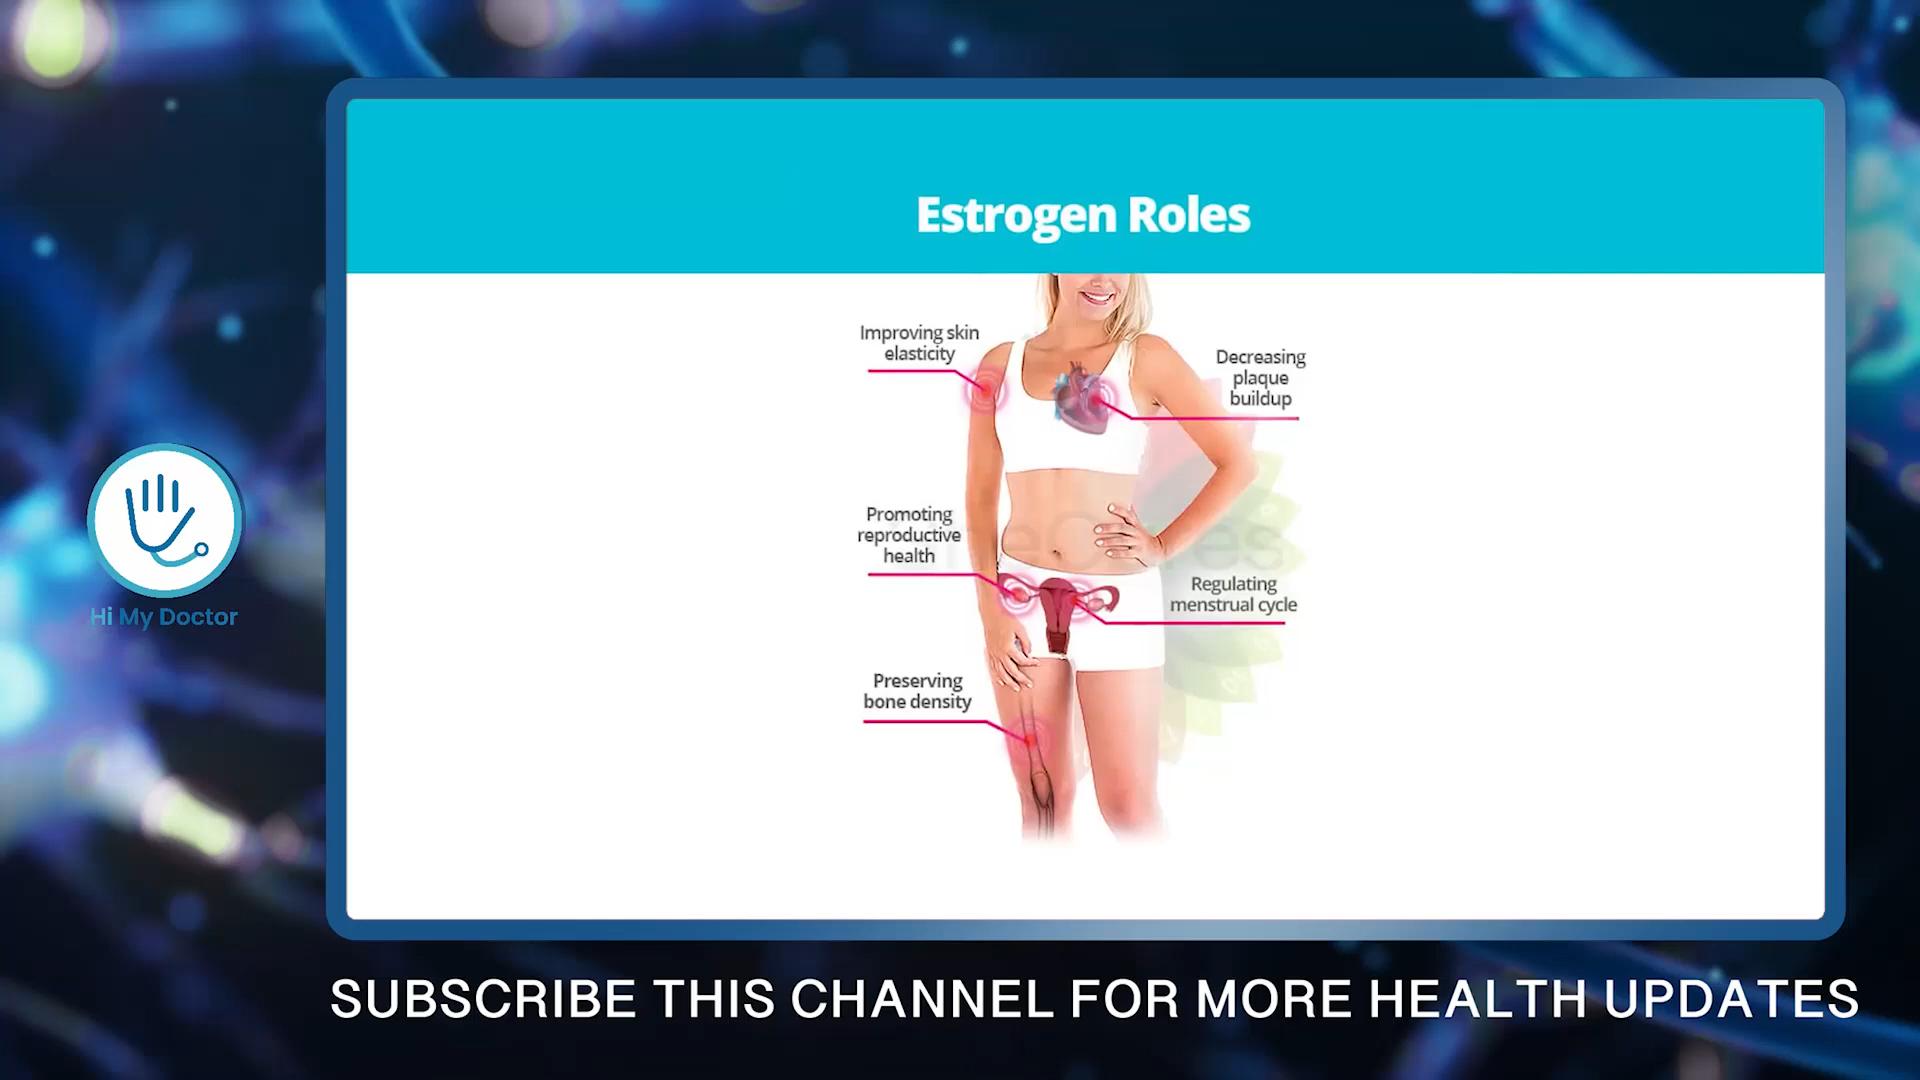 Estrogen Roles
Improving skin
elasticity
Decreasing
plaque
buildup
Promoting
reproductive
health
Regulating
menstrual cycle
Preserving
bone density
Hi My Doctor
SUBSCRIBE THIS CHANNEL FOR MORE HEALTH UPDATES